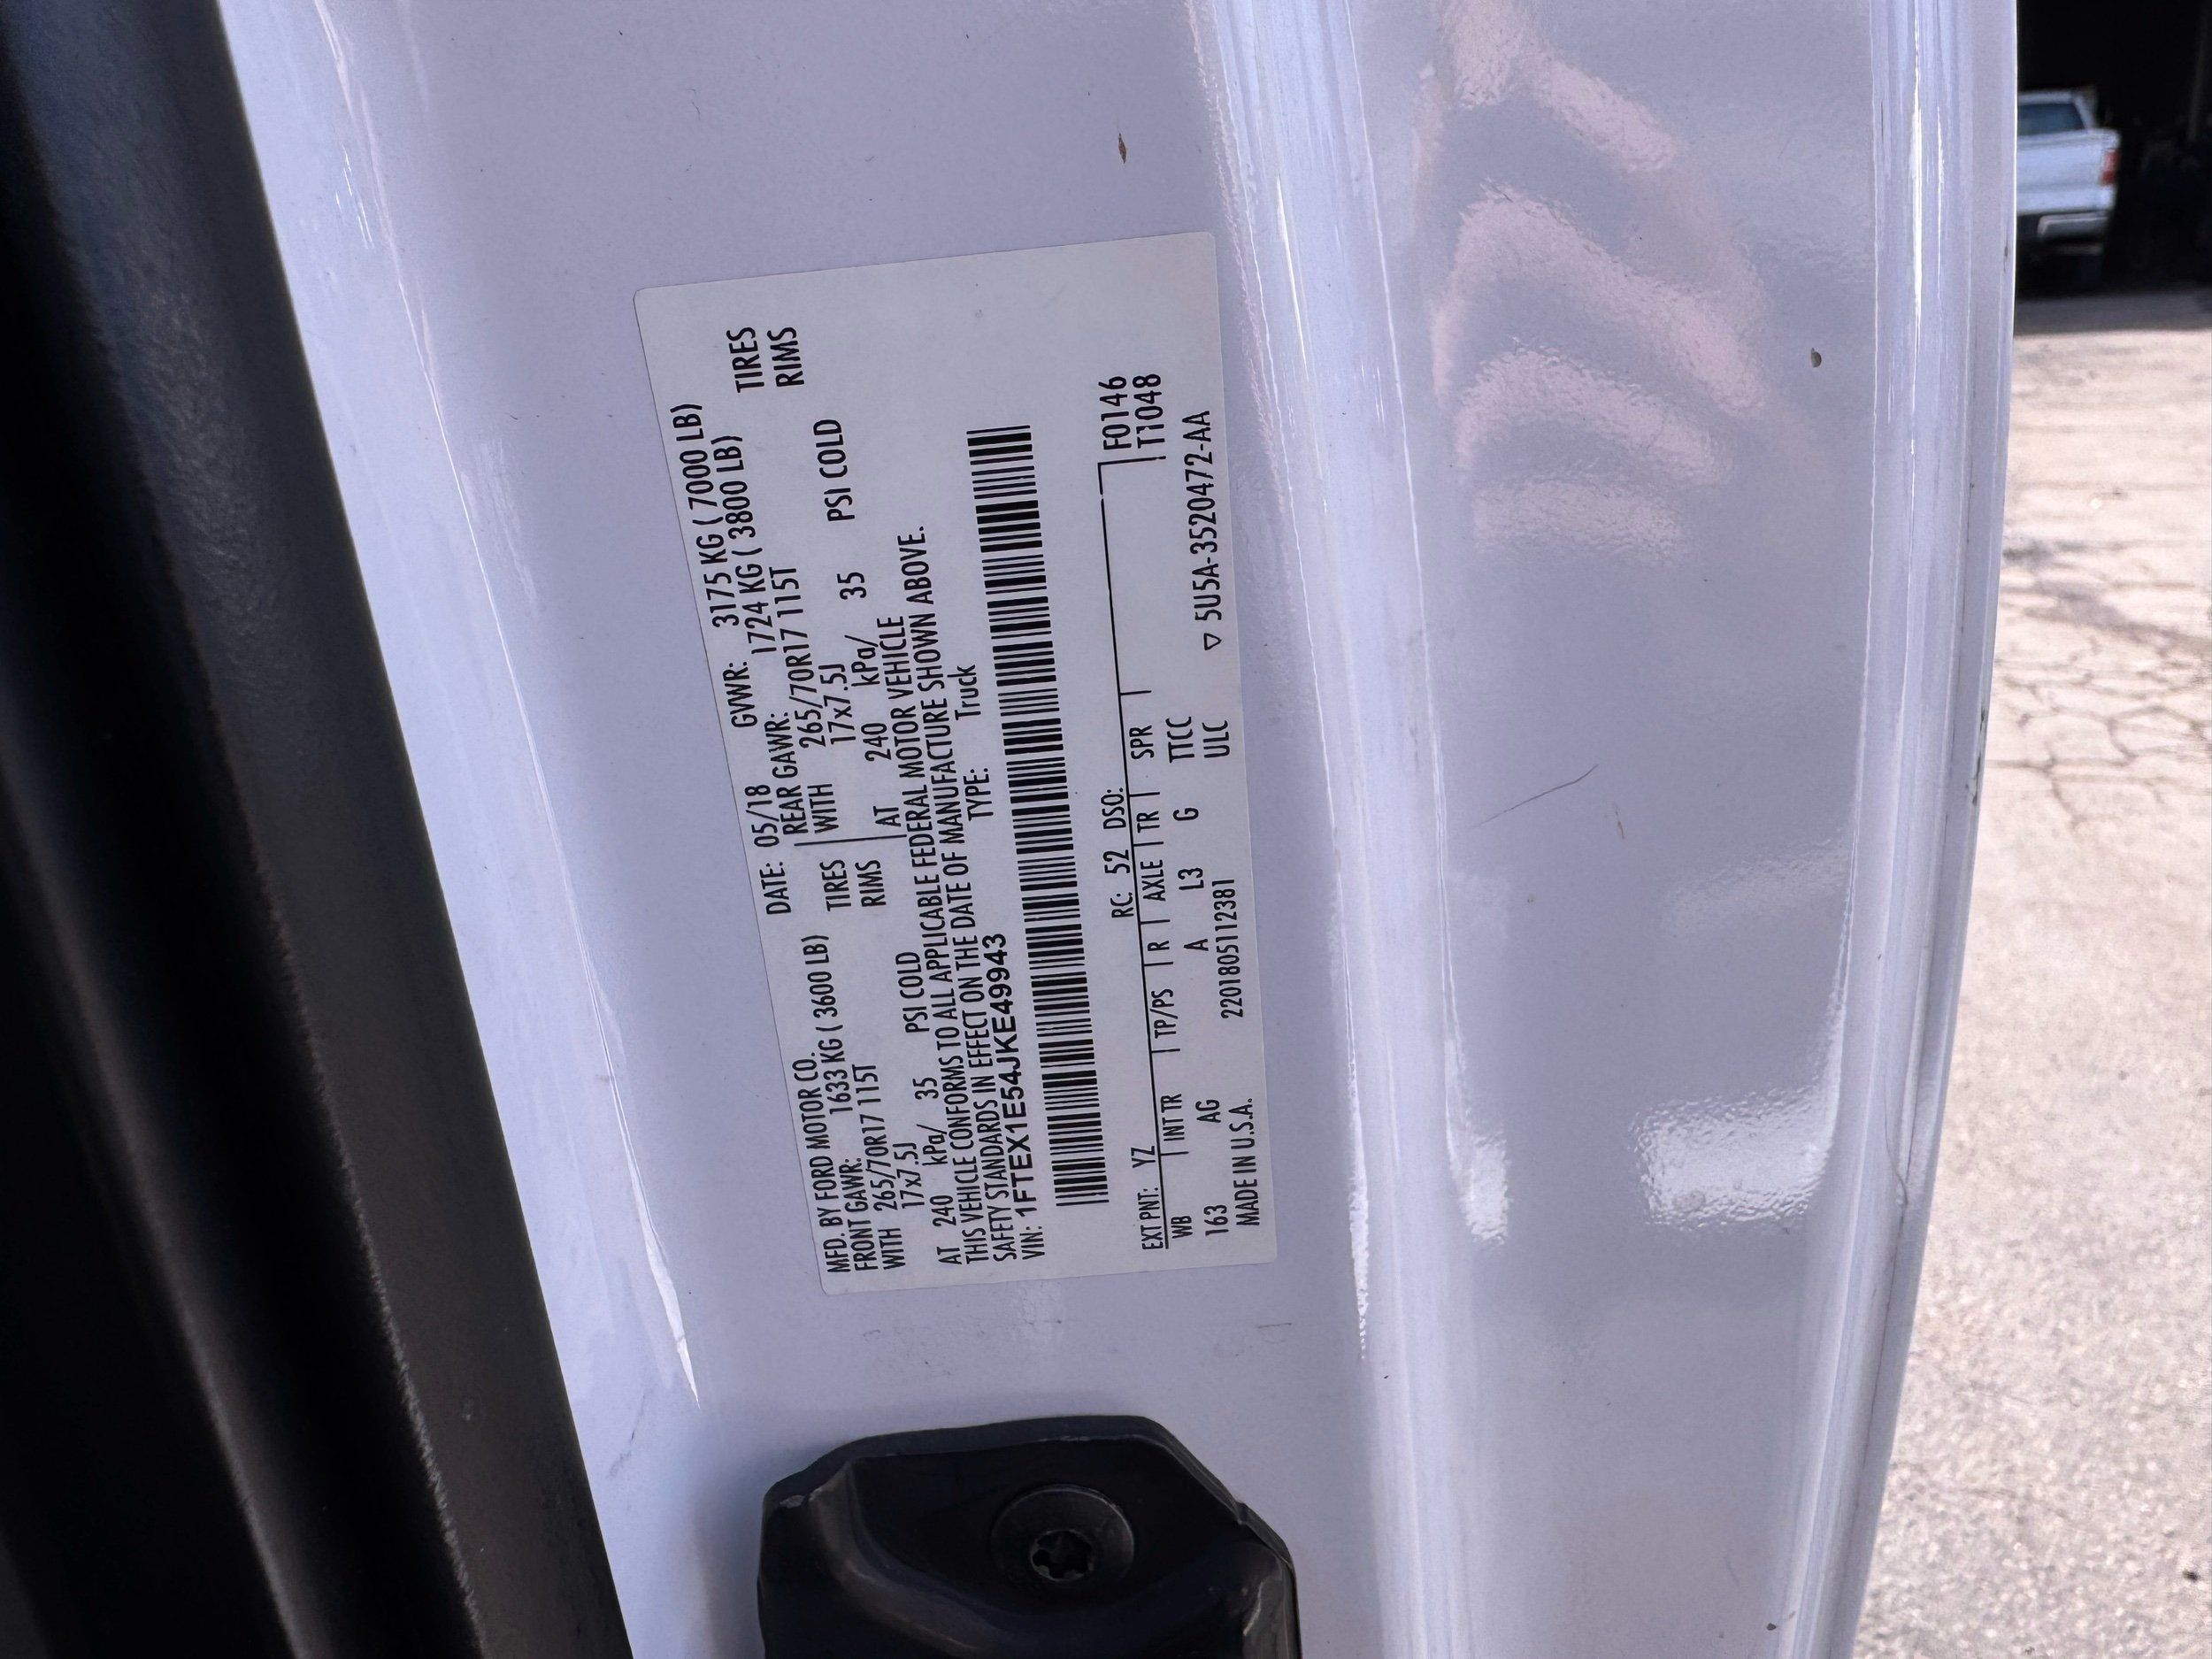 MFD. BY FORD MOTOR CO. DATE: 05/18 GVWR: 3175 KG ( 7000 LB)
FRONT GAWR: 1633 KG ( 3600 LB) REAR GAWR: 1724 KG ( 3800 LB)
WITH 265/70R17 115T TIRES WITH 265/70R17 115T TIRES
17x7.5J RIMS 17x7.5J RIMS
AT 240 kPa/ 35 PSI COLD AT 240 kPa/ 35 PSI COLD
THIS VEHICLE CONFORMS TO ALL APPLICABLE FEDERAL MOTOR VEHICLE
SAFETY STANDARDS IN EFFECT ON THE DATE OF MANUFACTURE SHOWN ABOVE.
VIN: 1FTEX1E54JKE49943 TYPE: Truck
EXT PNT: YZ RC: 52 DSO: F0146
WB INT TR TP/PS R AXLE TR SPR T1048
163 AG A L3 G TTCC
MADE IN U.S.A. 2201805112381 ULC ▽ 5U5A-3520472-AA